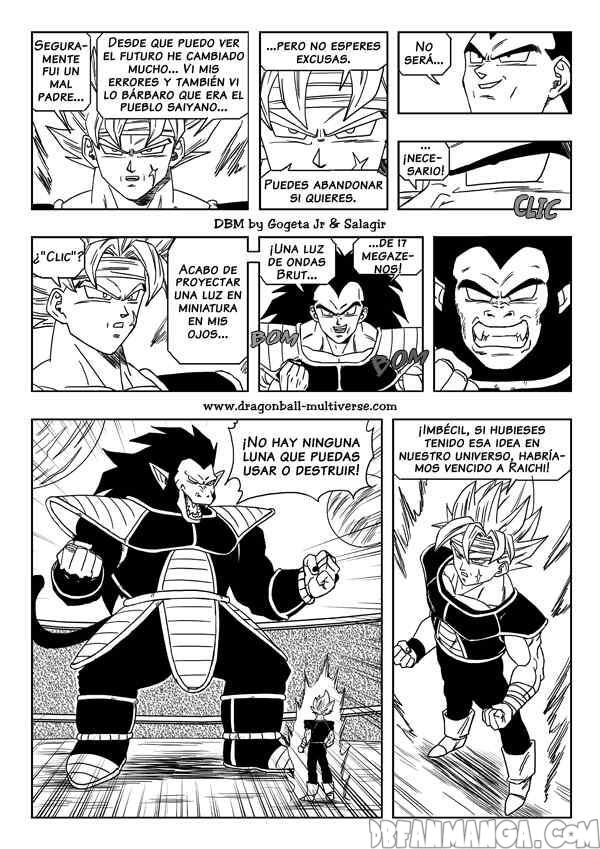 SEGURA-
MENTE
FUI UN
MAL
PADRE...
DESDE QUE PUEDO VER
EL FUTURO HE CAMBIADO
MUCHO... VI MIS
ERRORES Y TAMBIÉN VI
LO BÁRBARO QUE ERA EL
PUEBLO SAIYANO...
...PERO NO ESPERES
EXCUSAS.
PUEDES ABANDONAR
SI QUIERES.
NO
SERÁ...
...
¡NECE-
SARIO!
CLIC
DBM by Gogeta Jr & Salagir
¿"CLIC"?
ACABO DE
PROYECTAR
UNA LUZ EN
MINIATURA
EN MIS
OJOS...
¡UNA LUZ
DE ONDAS
BRUT...
...DE 17
MEGAZE-
NOS!
BOM
BOM
www.dragonball-multiverse.com
¡NO HAY NINGUNA
LUNA QUE PUEDAS
USAR O DESTRUIR!
¡IMBÉCIL, SI HUBIESES
TENIDO ESA IDEA EN
NUESTRO UNIVERSO, HABRÍA-
MOS VENCIDO A RAICHI!
DBFANMANGA.COM